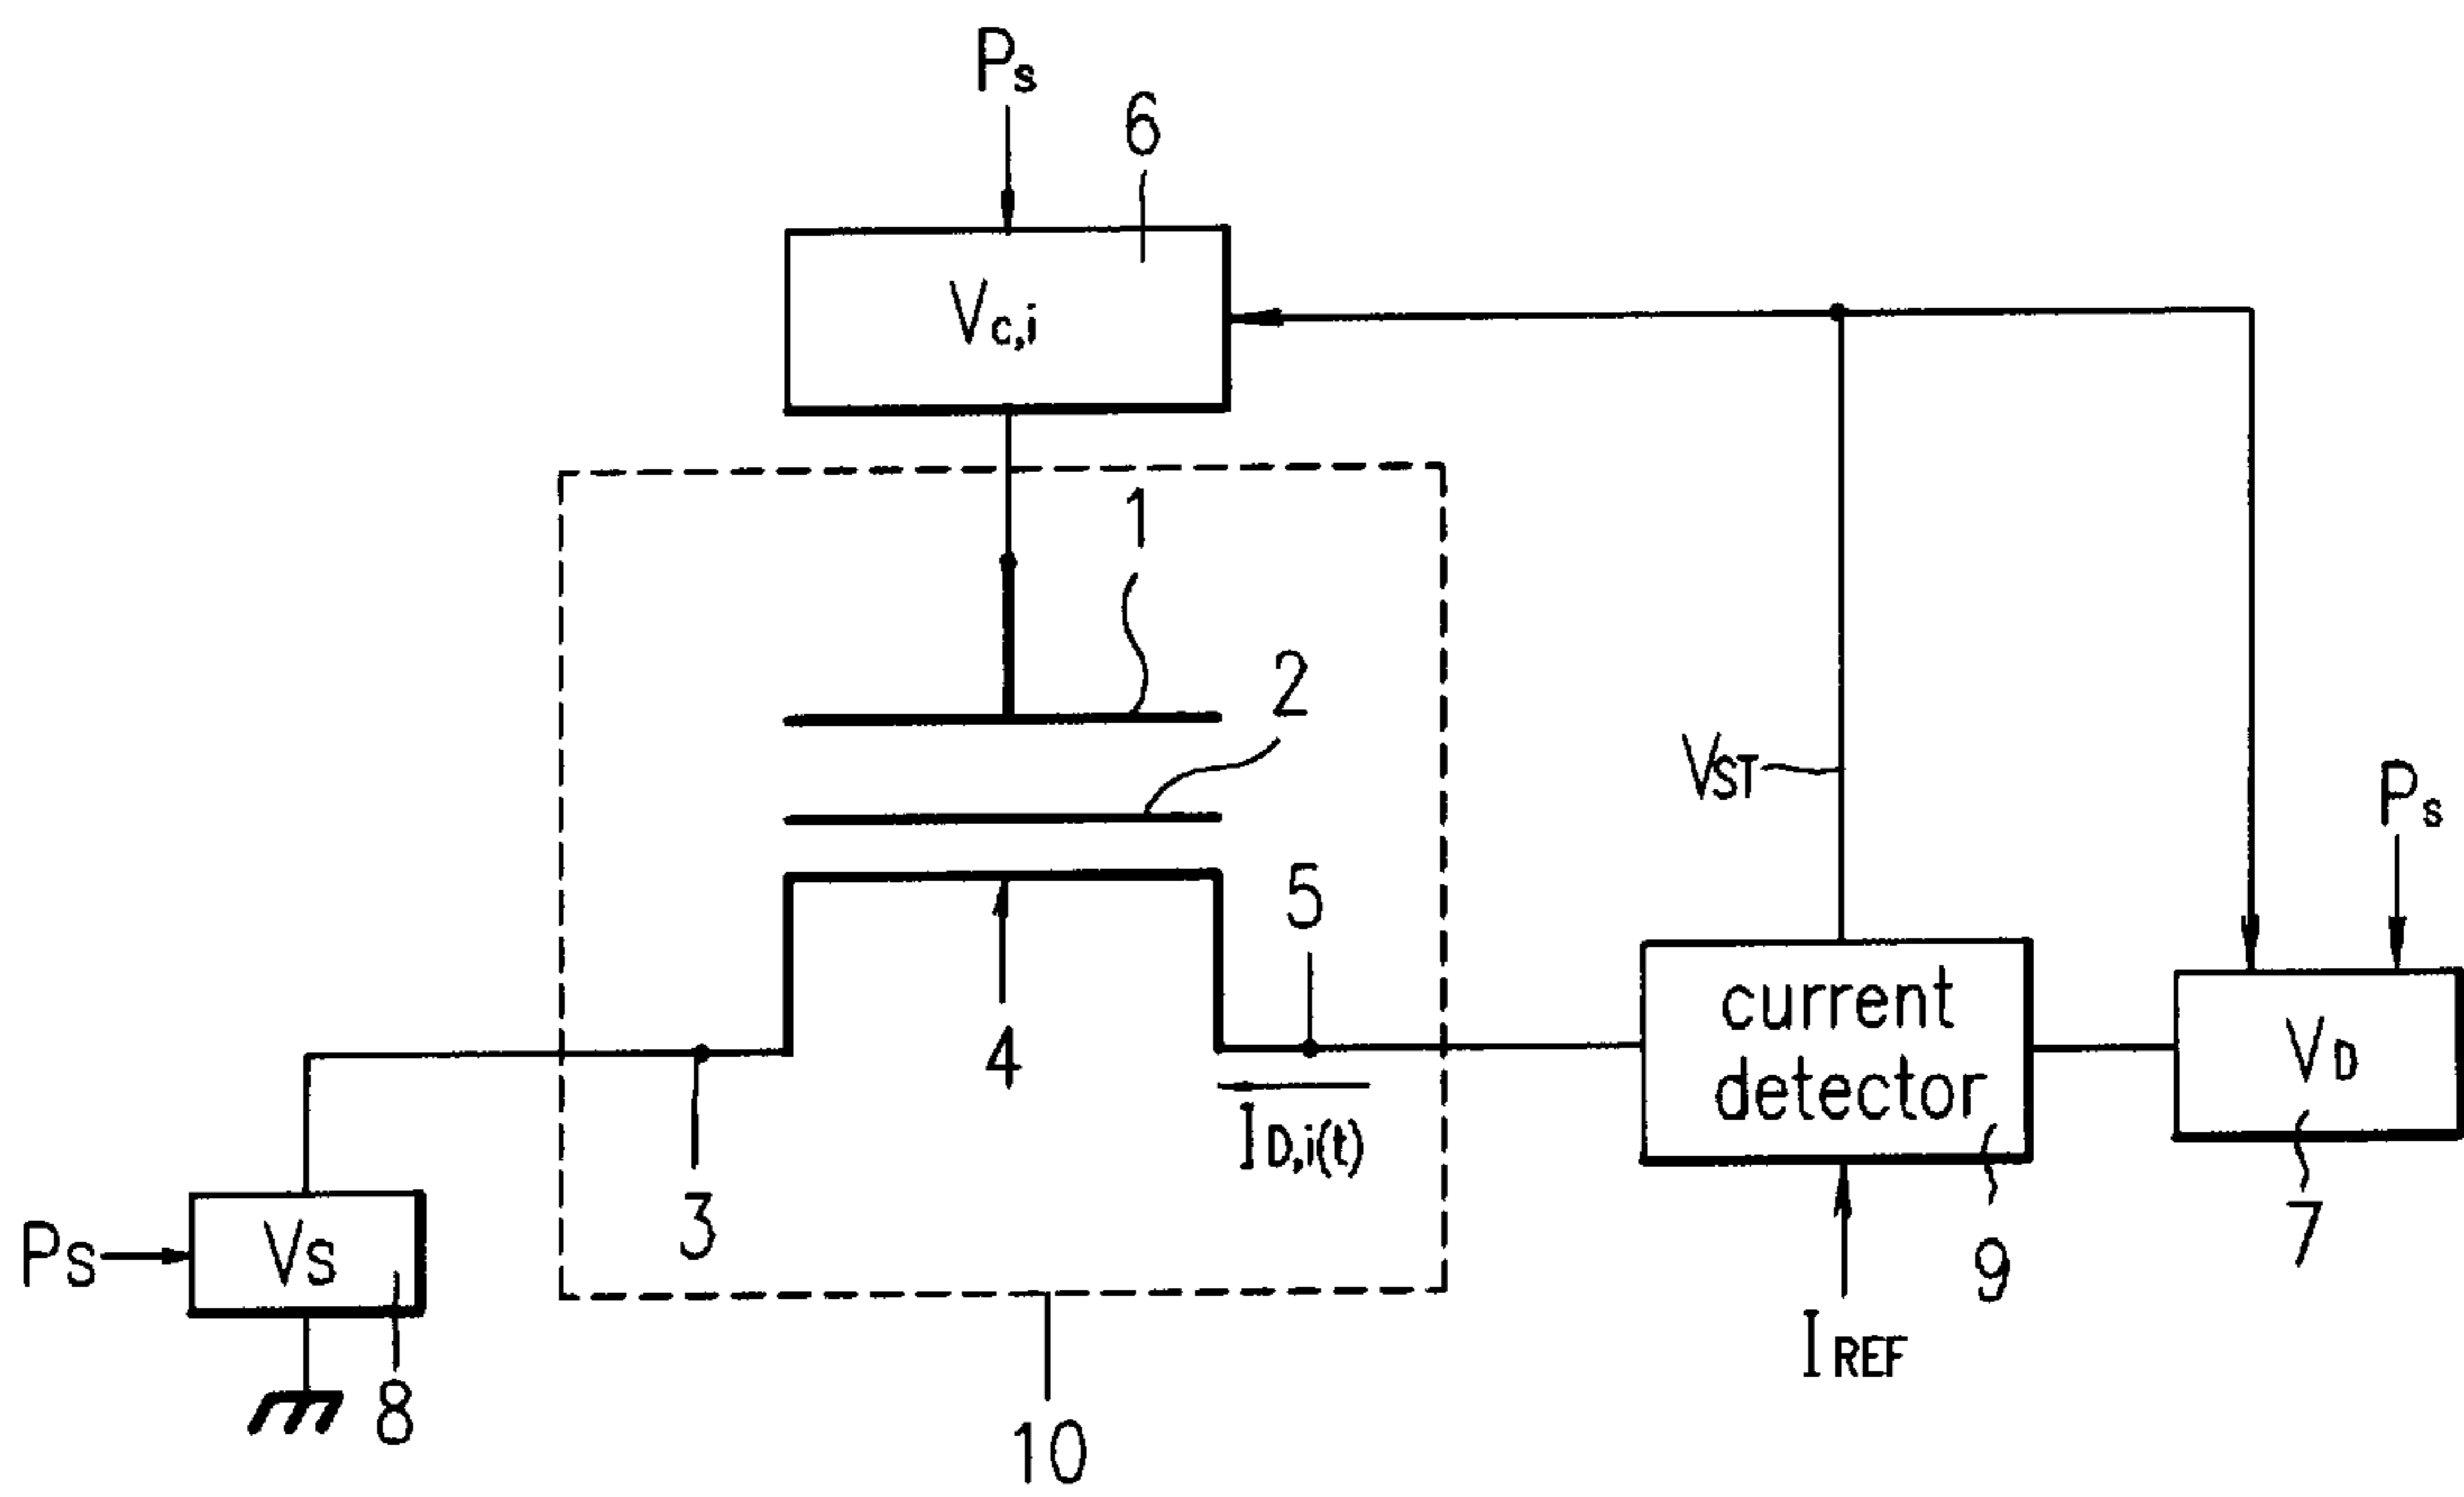 Ps
6
Vc,i
1
2
VST
Ps
5
current
detector
VD
4
ID,i(t)
3
Ps
Vs
9
7
IREF
8
10